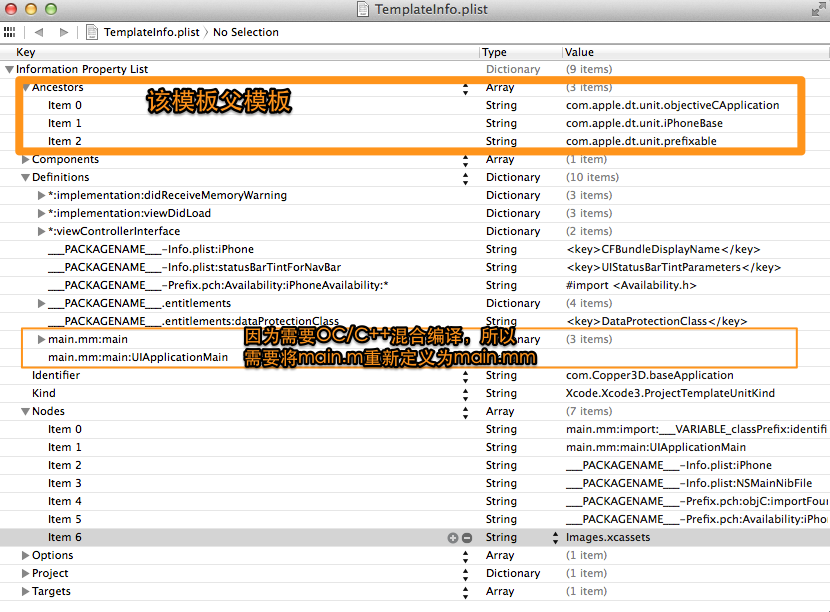 TemplateInfo.plist
TemplateInfo.plist 〉 No Selection
Key Type Value
Information Property List Dictionary (9 items)
Ancestors Array (3 items)
该模板父模板
Item 0 String com.apple.dt.unit.objectiveCApplication
Item 1 String com.apple.dt.unit.iPhoneBase
Item 2 String com.apple.dt.unit.prefixable
Components Array (1 item)
Definitions Dictionary (10 items)
*:implementation:didReceiveMemoryWarning Dictionary (3 items)
*:implementation:viewDidLoad Dictionary (3 items)
*:viewControllerInterface Dictionary (2 items)
___PACKAGENAME___-Info.plist:iPhone String <key>CFBundleDisplayName</key>
___PACKAGENAME___-Info.plist:statusBarTintForNavBar String <key>UIStatusBarTintParameters</key>
___PACKAGENAME___-Prefix.pch:Availability:iPhoneAvailability:* String #import <Availability.h>
___PACKAGENAME___.entitlements Dictionary (4 items)
___PACKAGENAME___.entitlements:dataProtectionClass String <key>DataProtectionClass</key>
因为需要OC/C++混合编译，所以
main.mm:main (3 items)
需要将main.m重新定义为main.mm
main.mm:main:UIApplicationMain
Identifier String com.Copper3D.baseApplication
Kind String Xcode.Xcode3.ProjectTemplateUnitKind
Nodes Array (7 items)
Item 0 String main.mm:import:___VARIABLE_classPrefix:identifi
Item 1 String main.mm:main:UIApplicationMain
Item 2 String ___PACKAGENAME___-Info.plist:iPhone
Item 3 String ___PACKAGENAME___-Info.plist:NSMainNibFile
Item 4 String ___PACKAGENAME___-Prefix.pch:objC:importFou
Item 5 String ___PACKAGENAME___-Prefix.pch:Availability:iPho
Item 6 String Images.xcassets
Options Array (1 item)
Project Dictionary (1 item)
Targets Array (1 item)